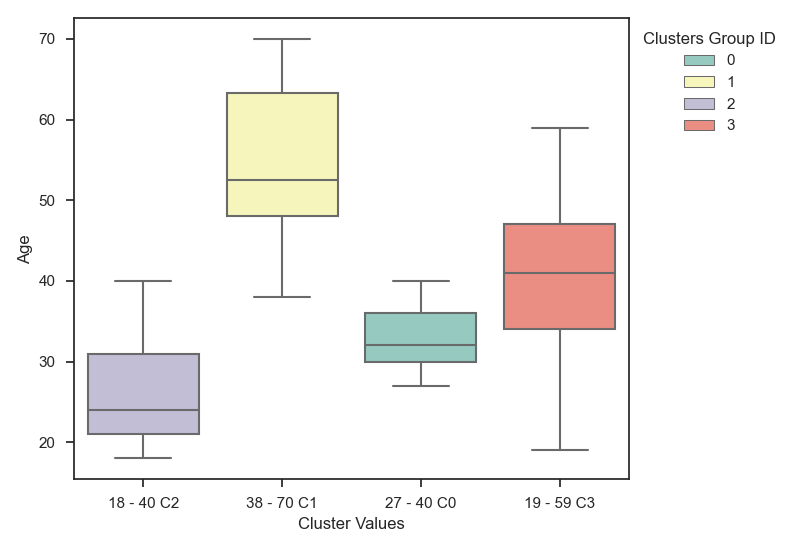 Clusters Group ID
0
1
2
3
Age
70
60
50
40
30
20
18 - 40 C2
38 - 70 C1
27 - 40 C0
19 - 59 C3
Cluster Values